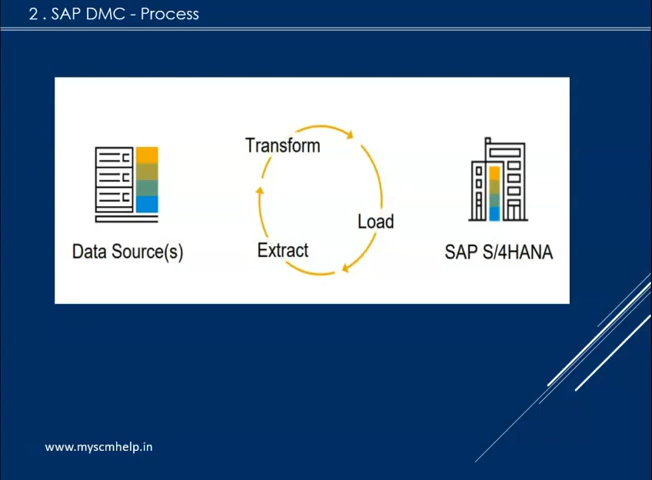 2 . SAP DMC - Process
Transform
Load
Extract
Data Source(s)
SAP S/4HANA
www.myscmhelp.in